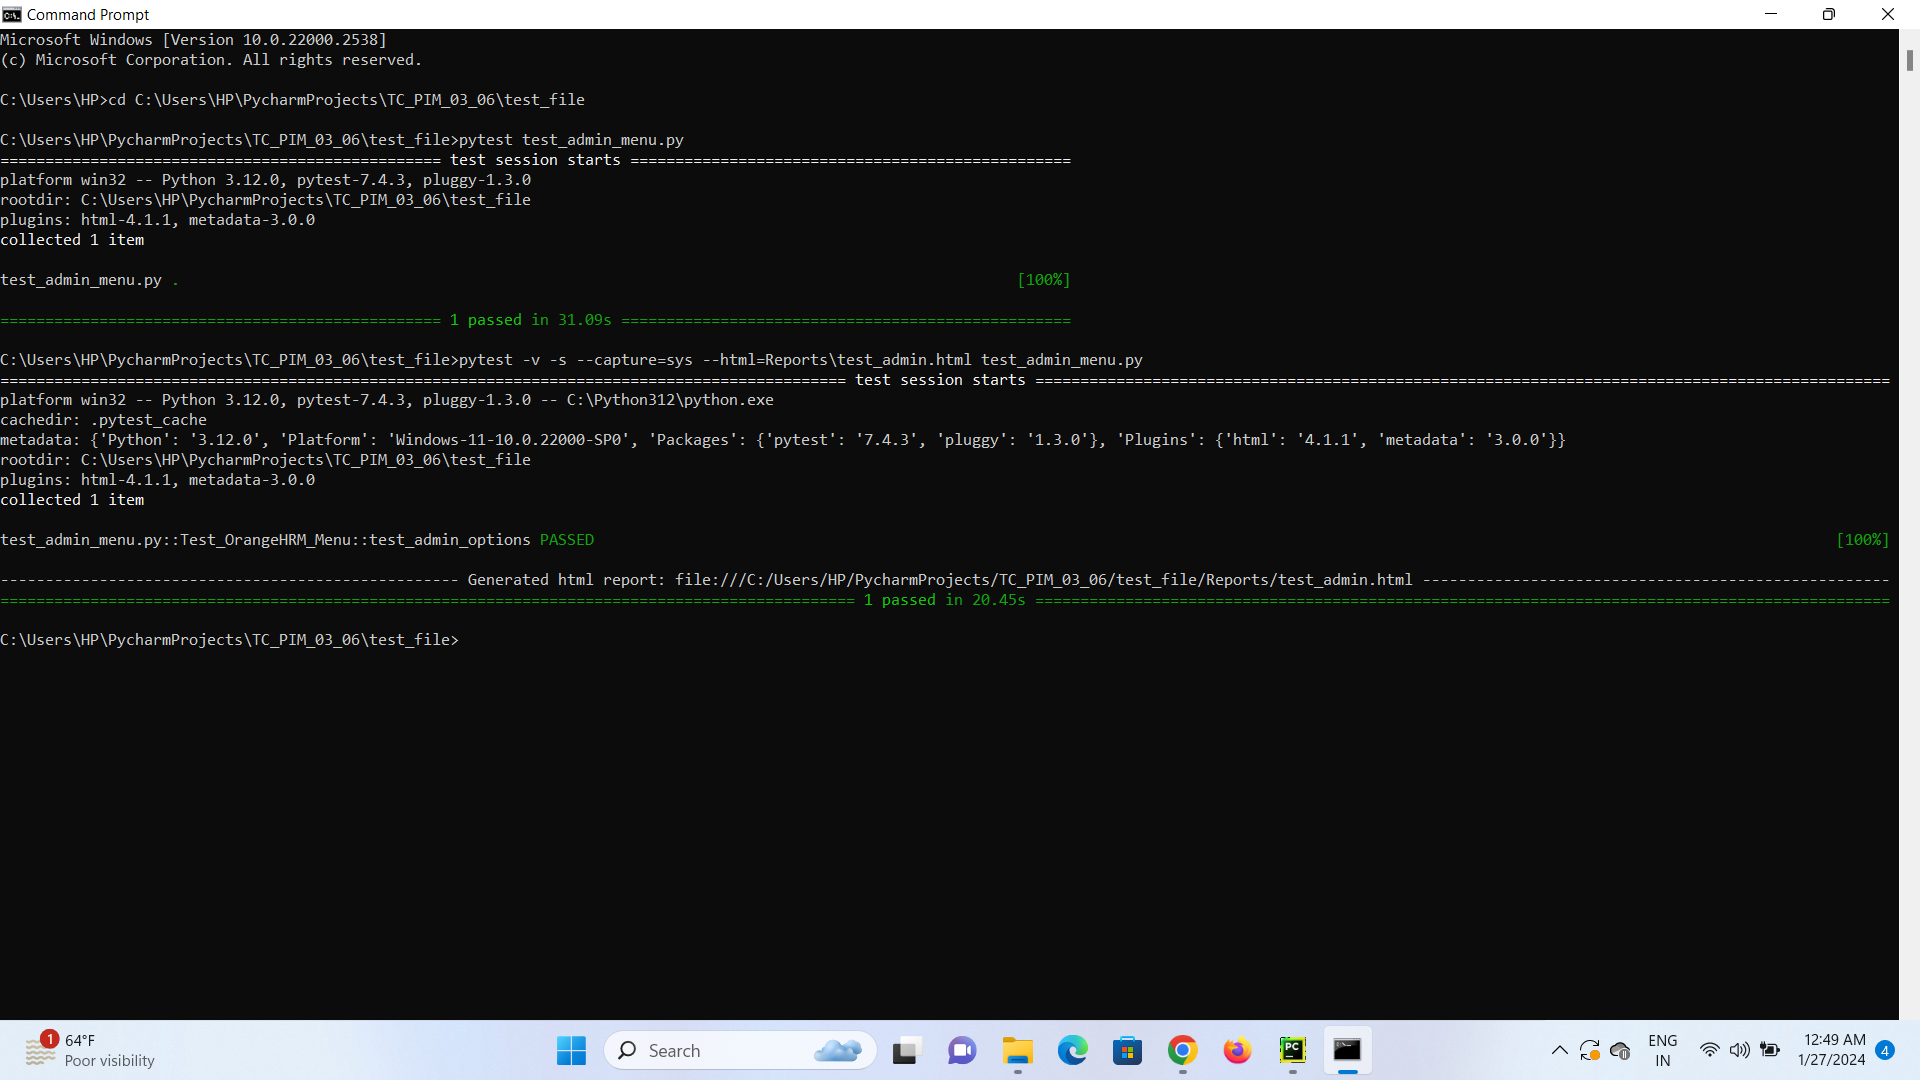 Command Prompt
Microsoft Windows [Version 10.0.22000.2538]
(c) Microsoft Corporation. All rights reserved.
C:\Users\HP>cd C:\Users\HP\PycharmProjects\TC_PIM_03_06\test_file
C:\Users\HP\PycharmProjects\TC_PIM_03_06\test_file>pytest test_admin_menu.py
================================================= test session starts =================================================
platform win32 -- Python 3.12.0, pytest-7.4.3, pluggy-1.3.0
rootdir: C:\Users\HP\PycharmProjects\TC_PIM_03_06\test_file
plugins: html-4.1.1, metadata-3.0.0
collected 1 item
test_admin_menu.py . [100%]
================================================= 1 passed in 31.09s ==================================================
C:\Users\HP\PycharmProjects\TC_PIM_03_06\test_file>pytest -v -s --capture=sys --html=Reports\test_admin.html test_admin_menu.py
============================================================================================== test session starts ===============================================================================================
platform win32 -- Python 3.12.0, pytest-7.4.3, pluggy-1.3.0 -- C:\Python312\python.exe
cachedir: .pytest_cache
metadata: {'Python': '3.12.0', 'Platform': 'Windows-11-10.0.22000-SP0', 'Packages': {'pytest': '7.4.3', 'pluggy': '1.3.0'}, 'Plugins': {'html': '4.1.1', 'metadata': '3.0.0'}}
rootdir: C:\Users\HP\PycharmProjects\TC_PIM_03_06\test_file
plugins: html-4.1.1, metadata-3.0.0
collected 1 item
test_admin_menu.py::Test_OrangeHRM_Menu::test_admin_options PASSED [100%]
--------------------------------------------------- Generated html report: file:///C:/Users/HP/PycharmProjects/TC_PIM_03_06/test_file/Reports/test_admin.html ----------------------------------------------------
=============================================================================================== 1 passed in 20.45s ===============================================================================================
C:\Users\HP\PycharmProjects\TC_PIM_03_06\test_file>
1
64°F
Poor visibility
Search
PC
ENG
IN
12:49 AM
1/27/2024
4